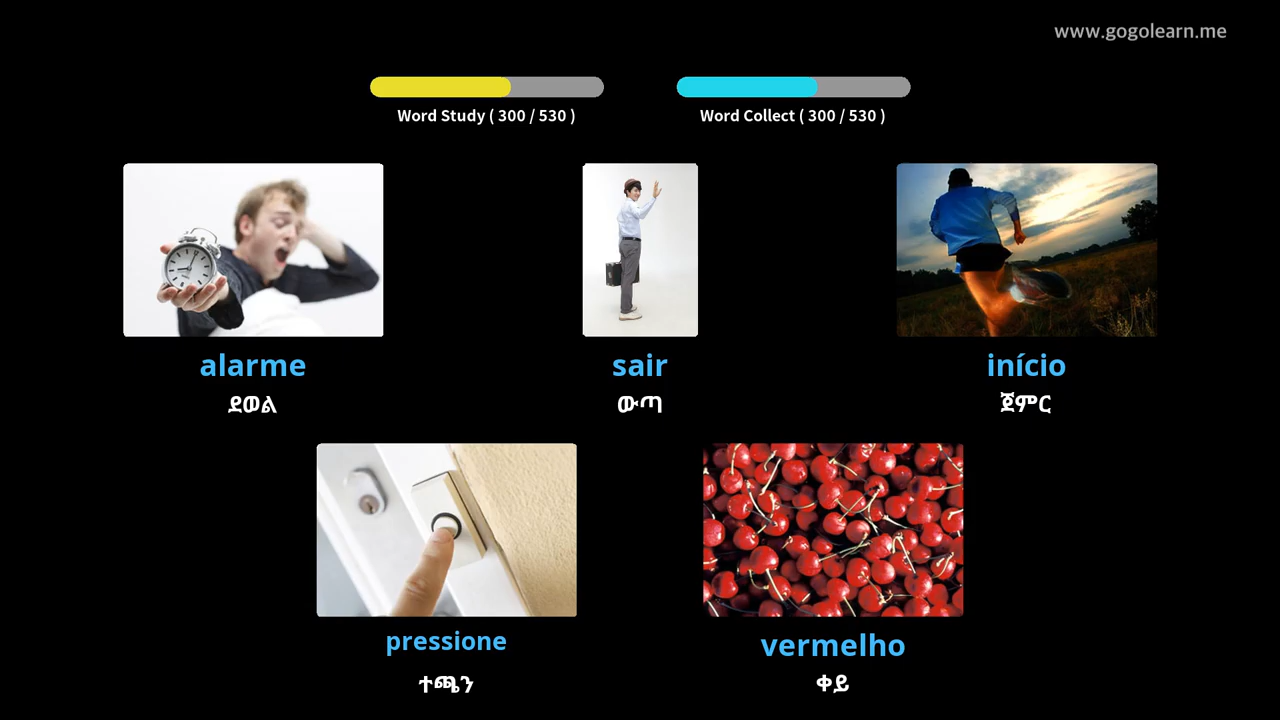 www.gogolearn.me
Word Study ( 300 / 530 )
Word Collect ( 300 / 530 )
alarme
ደወል
sair
ውጣ
início
ጀምር
pressione
ተጫን
vermelho
ቀይ